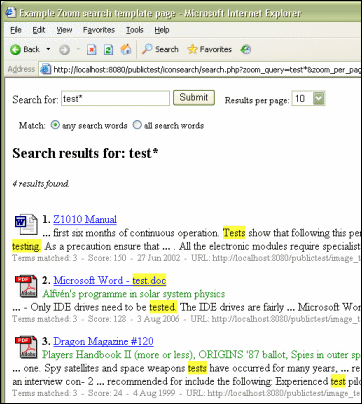 Example Zoom search template page - Microsoft Internet Explorer
File Edit View Favorites Tools Help
Back Search Favorites
Address http://localhost:8080/publictest/iconsearch/search.php?zoom_query=test*&zoom_per_pag
Search for: test* Submit Results per page: 10
Match: any search words all search words
Search results for: test*
4 results found.
1. Z1010 Manual
... first six months of continuous operation. Tests show that following this per
testing. As a precaution ensure that ... . All the electronic modules require specialist
Terms matched: 3 - Score: 150 - 27 Jun 2002 - URL: http://localhost:8080/publictest/image_t
2. Microsoft Word - test.doc
Alfvén's programme in solar system physics
... - Only IDE drives need to be tested. The IDE drives are fairly ... Microsoft Wor
Terms matched: 3 - Score: 128 - 3 Aug 2006 - URL: http://localhost:8080/publictest/image_te
3. Dragon Magazine #120
Players Handbook II (more or less), ORIGINS '87 ballot, Spies in outer sp
... one. Spy satellites and space weapons tests have occurred for many years, ... re
an interview con- 2 ... recommended for include the following: Experienced test pilo
Terms matched: 3 - Score: 24 - 4 Aug 1999 - URL: http://localhost:8080/publictest/image_t